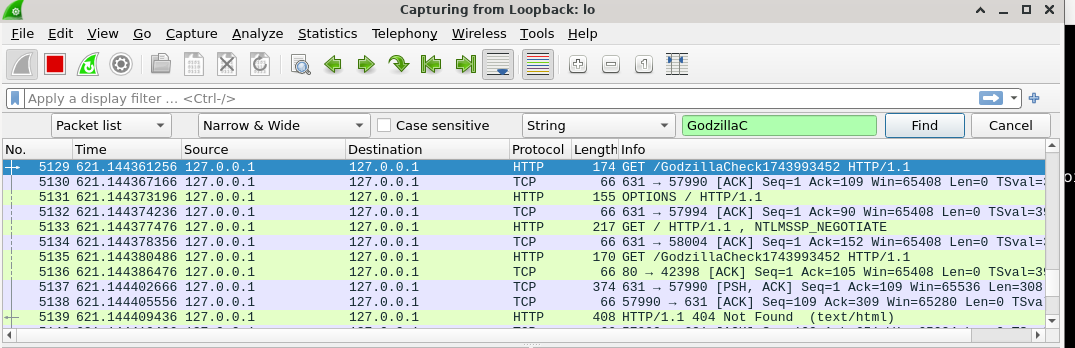 Capturing from Loopback: lo
File Edit View Go Capture Analyze Statistics Telephony Wireless Tools Help
Apply a display filter … <Ctrl-/>
Packet list Narrow & Wide Case sensitive String GodzillaC Find Cancel
No. Time Source Destination Protocol Length Info
5129 621.144361256 127.0.0.1 127.0.0.1 HTTP 174 GET /GodzillaCheck1743993452 HTTP/1.1
5130 621.144367166 127.0.0.1 127.0.0.1 TCP 66 631 → 57990 [ACK] Seq=1 Ack=109 Win=65408 Len=0 TSval=3
5131 621.144373196 127.0.0.1 127.0.0.1 HTTP 155 OPTIONS / HTTP/1.1
5132 621.144374236 127.0.0.1 127.0.0.1 TCP 66 631 → 57994 [ACK] Seq=1 Ack=90 Win=65408 Len=0 TSval=39
5133 621.144377476 127.0.0.1 127.0.0.1 HTTP 217 GET / HTTP/1.1 , NTLMSSP_NEGOTIATE
5134 621.144378356 127.0.0.1 127.0.0.1 TCP 66 631 → 58004 [ACK] Seq=1 Ack=152 Win=65408 Len=0 TSval=3
5135 621.144380486 127.0.0.1 127.0.0.1 HTTP 170 GET /GodzillaCheck1743993452 HTTP/1.1
5136 621.144386476 127.0.0.1 127.0.0.1 TCP 66 80 → 42398 [ACK] Seq=1 Ack=105 Win=65408 Len=0 TSval=39
5137 621.144402666 127.0.0.1 127.0.0.1 TCP 374 631 → 57990 [PSH, ACK] Seq=1 Ack=109 Win=65536 Len=308
5138 621.144405556 127.0.0.1 127.0.0.1 TCP 66 57990 → 631 [ACK] Seq=109 Ack=309 Win=65280 Len=0 TSva
5139 621.144409436 127.0.0.1 127.0.0.1 HTTP 408 HTTP/1.1 404 Not Found (text/html)